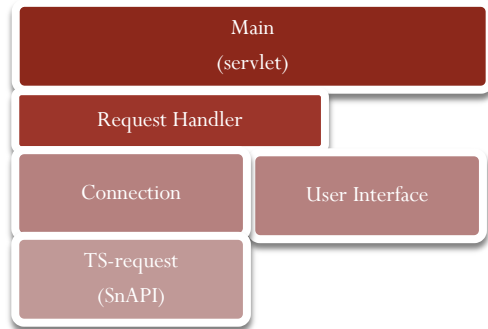 Main
(servlet)
Request Handler
Connection
User Interface
TS-request
(SnAPI)